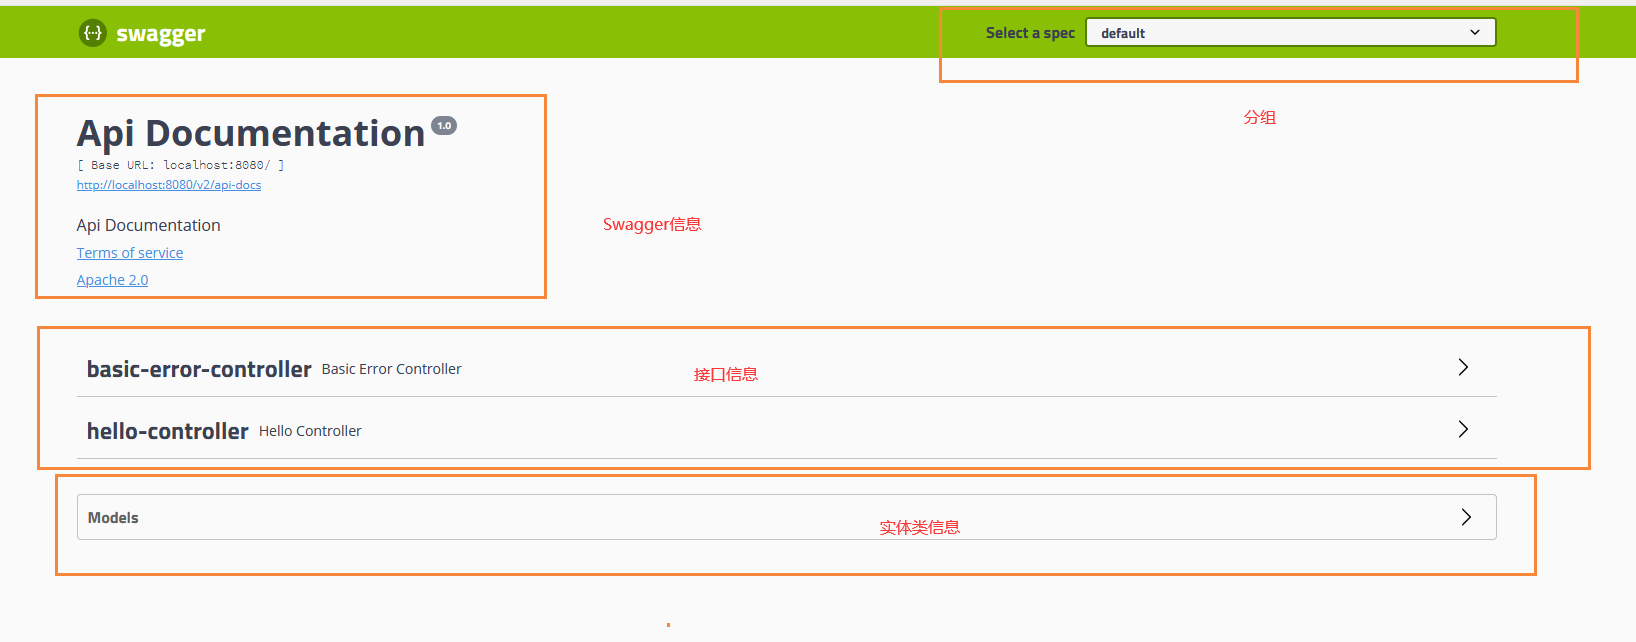 {··} swagger
Select a spec default
分组
Api Documentation 1.0
[ Base URL: localhost:8080/ ]
http://localhost:8080/v2/api-docs
Swagger信息
Api Documentation
Terms of service
Apache 2.0
basic-error-controller Basic Error Controller
接口信息
hello-controller Hello Controller
Models
实体类信息